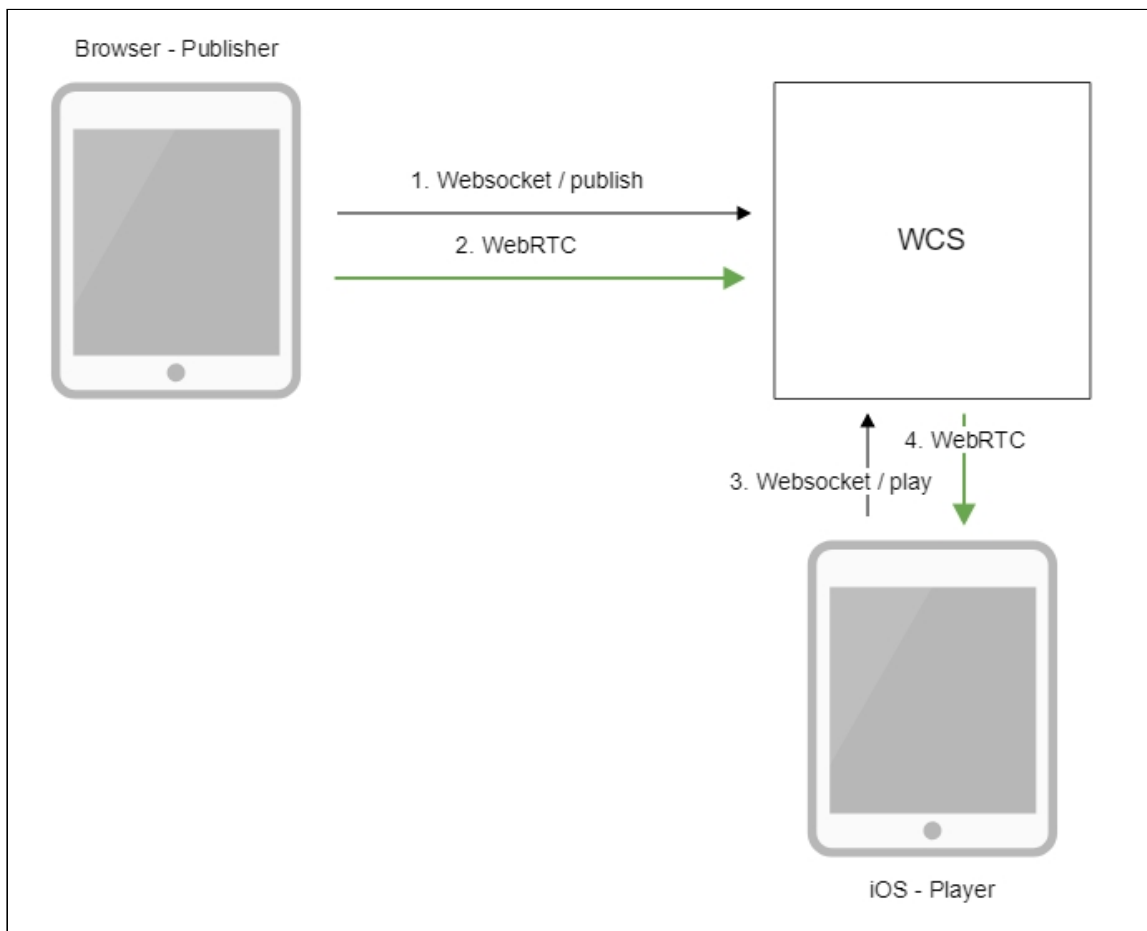 Browser - Publisher
1. Websocket / publish
2. WebRTC
WCS
4. WebRTC
3. Websocket / play
iOS - Player